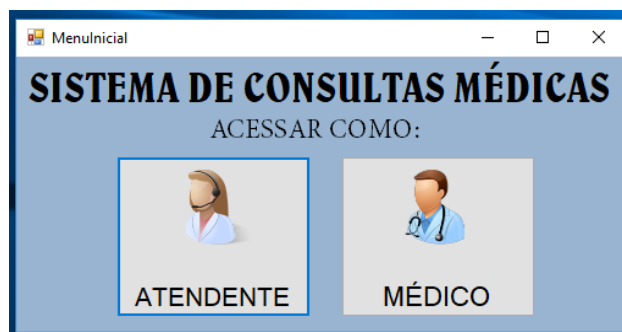 MenuInicial
SISTEMA DE CONSULTAS MÉDICAS
ACESSAR COMO:
ATENDENTE MÉDICO